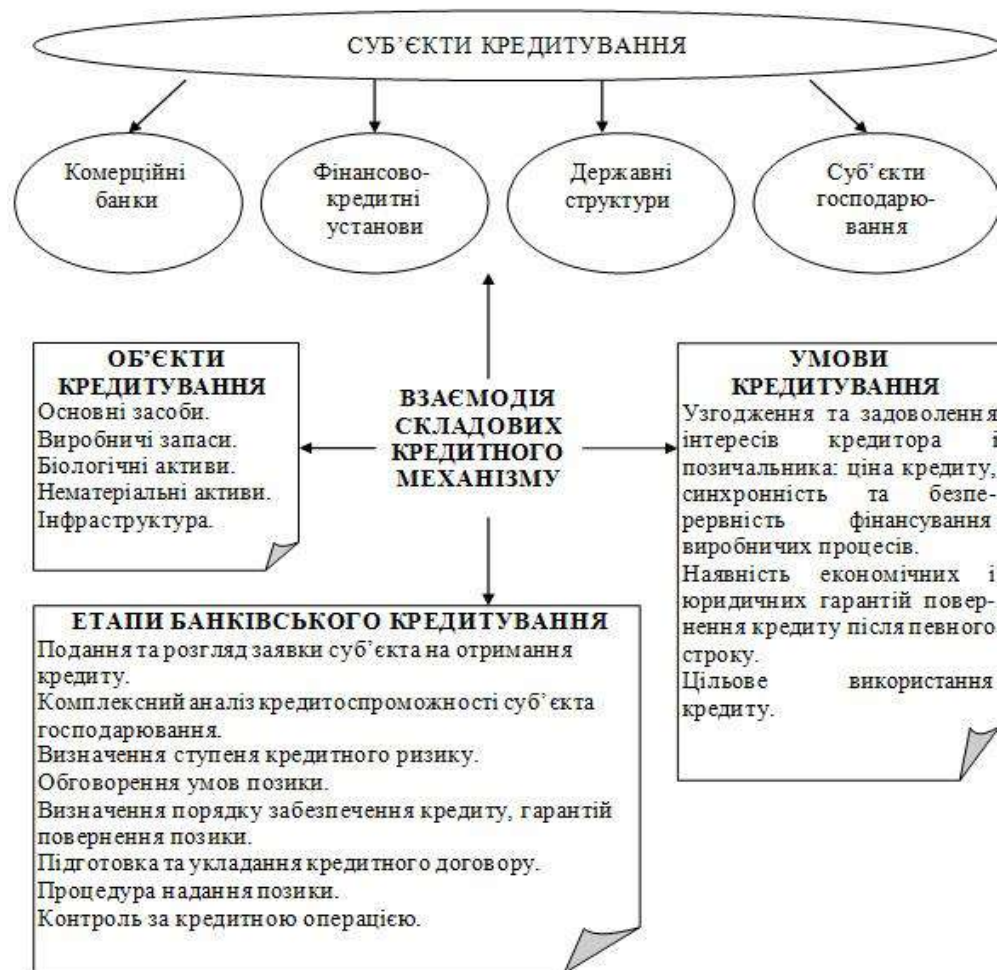 СУБ’ЄКТИ КРЕДИТУВАННЯ
Комерційні
банки
Фінансово-
кредитні
установи
Державні
структури
Суб’єкти
господарю-
вання
ОБ’ЄКТИ
КРЕДИТУВАННЯ
Основні засоби.
Виробничі запаси.
Біологічні активи.
Нематеріальні активи.
Інфраструктура.
ВЗАЄМОДІЯ
СКЛАДОВИХ
КРЕДИТНОГО
МЕХАНІЗМУ
УМОВИ
КРЕДИТУВАННЯ
Узгодження та задоволення
інтересів кредитора і
позичальника: ціна кредиту,
синхронність та безпе-
рервність фінансування
виробничих процесів.
Наявність економічних і
юридичних гарантій повер-
нення кредиту після певного
строку.
Цільове використання
кредиту.
ЕТАПИ БАНКІВСЬКОГО КРЕДИТУВАННЯ
Подання та розгляд заявки суб’єкта на отримання
кредиту.
Комплексний аналіз кредитоспроможності суб’єкта
господарювання.
Визначення ступеня кредитного ризику.
Обговорення умов позики.
Визначення порядку забезпечення кредиту, гарантій
повернення позики.
Підготовка та укладання кредитного договору.
Процедура надання позики.
Контроль за кредитною операцією.